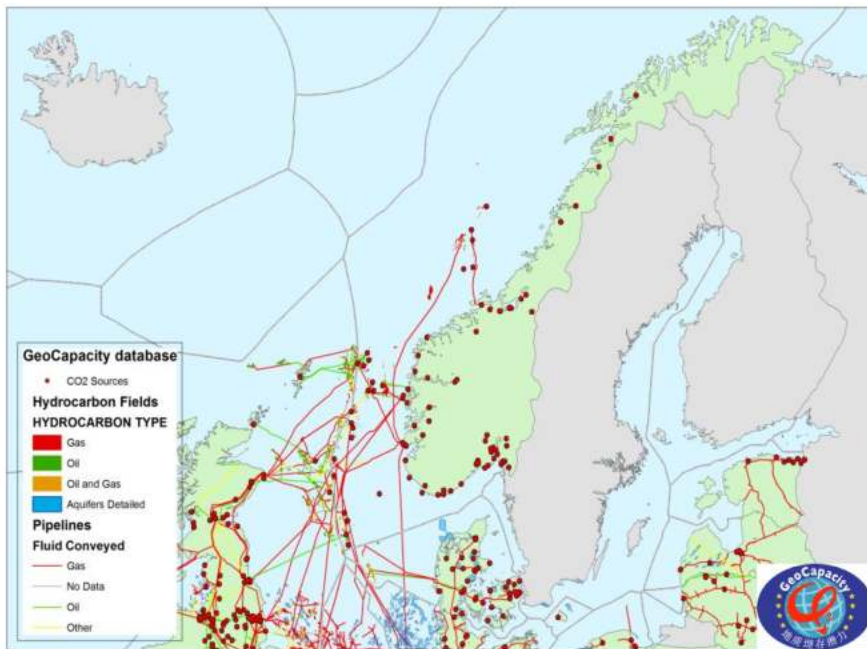 GeoCapacity database
CO2 Sources
Hydrocarbon Fields
HYDROCARBON TYPE
Gas
Oil
Oil and Gas
Aquifers Detailed
Pipelines
Fluid Conveyed
Gas
No Data
Oil
Other
GeoCapacity